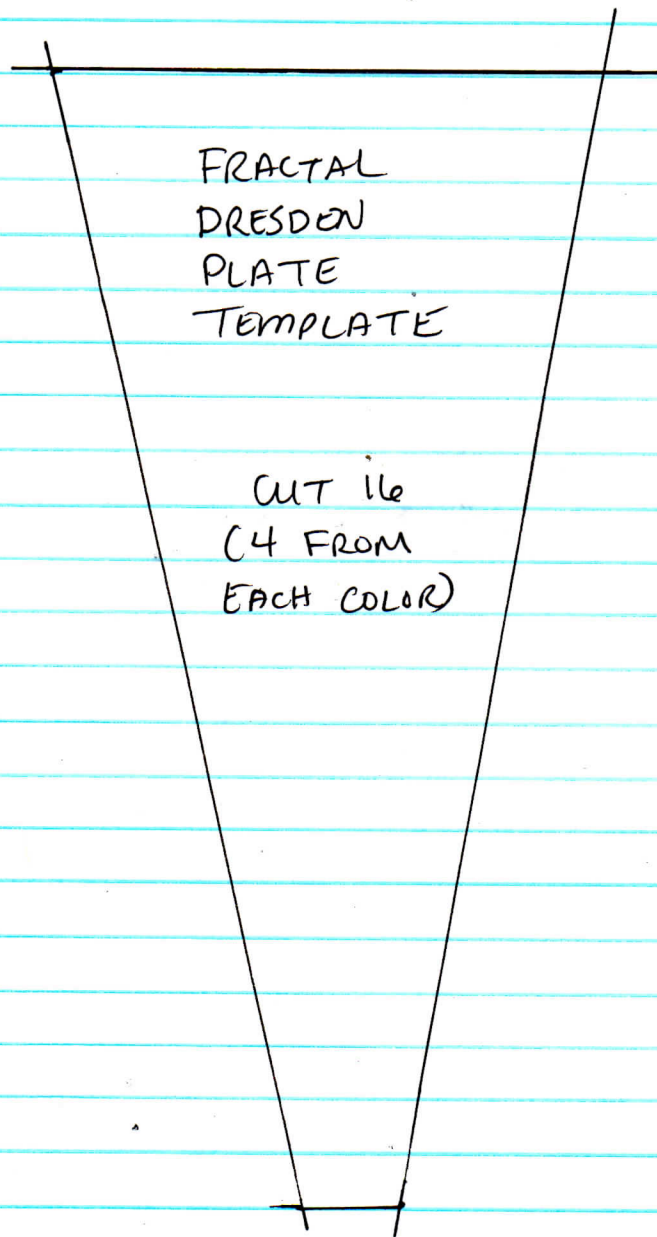 FRACTAL
DRESDEN
PLATE
TEMPLATE
CUT 16
(4 FROM
EACH COLOR)